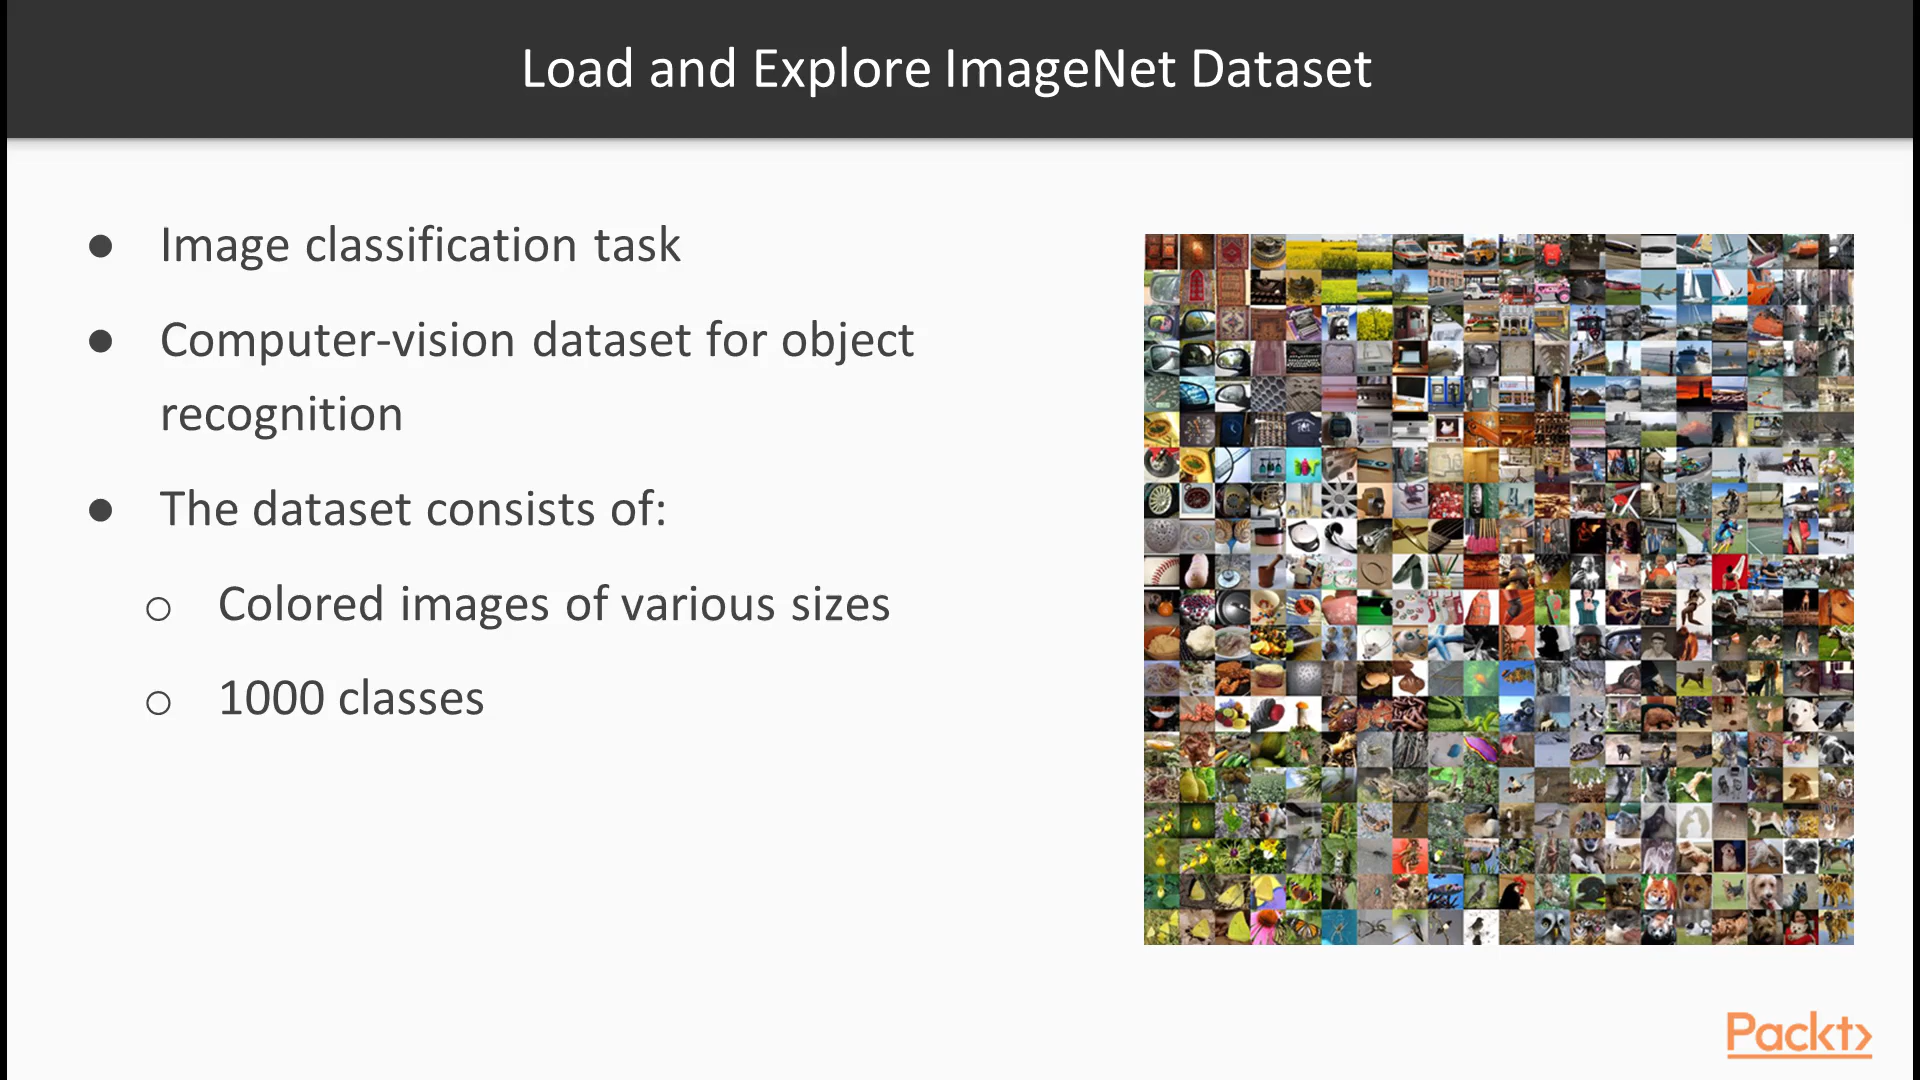 Load and Explore ImageNet Dataset
● Image classification task
● Computer-vision dataset for object
recognition
● The dataset consists of:
○ Colored images of various sizes
○ 1000 classes
Packt>